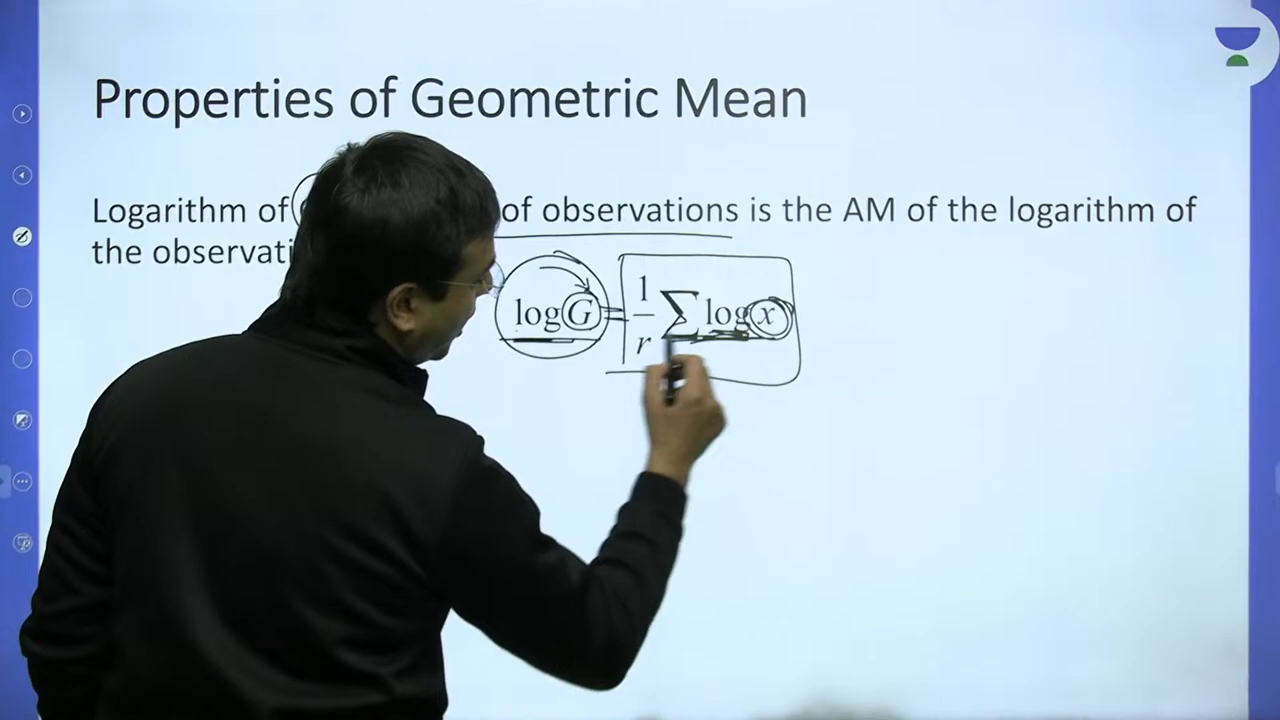 Properties of Geometric Mean
Logarithm of of observations is the AM of the logarithm of
the
log G = 1/r ∑ log x